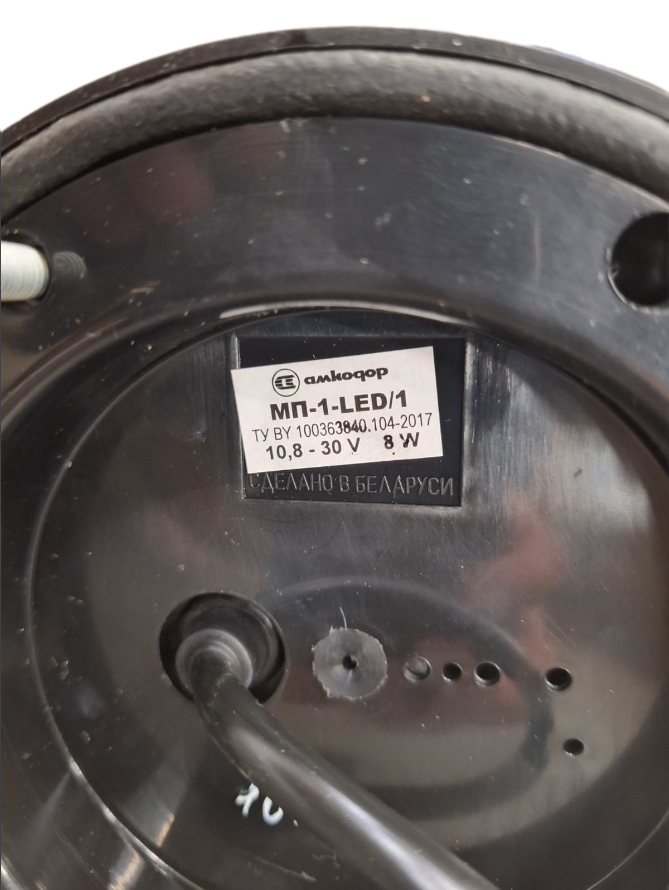 амкодор
МП-1-LED/1
ТУ BY 100363840.104-2017
10,8 - 30 V 8 W
СДЕЛАНО В БЕЛАРУСИ